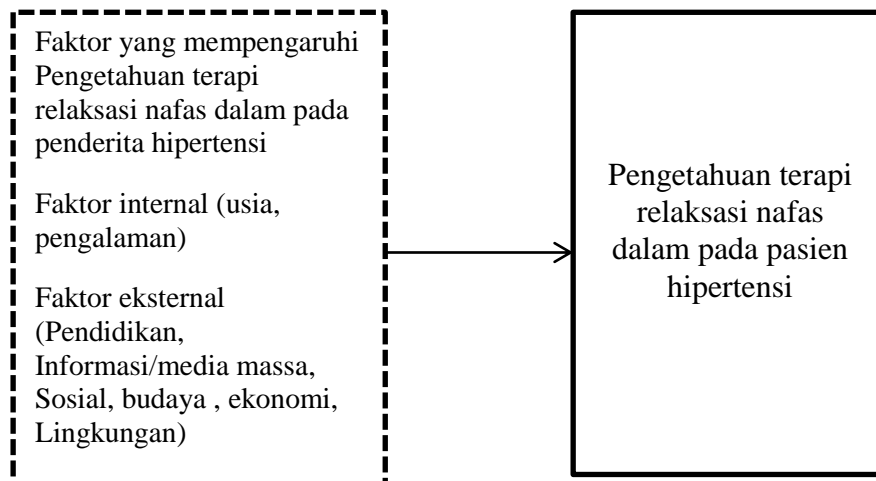 Faktor yang mempengaruhi
Pengetahuan terapi
relaksasi nafas dalam pada
penderita hipertensi
Faktor internal (usia,
pengalaman)
Faktor eksternal
(Pendidikan,
Informasi/media massa,
Sosial, budaya , ekonomi,
Lingkungan)
Pengetahuan terapi
relaksasi nafas
dalam pada pasien
hipertensi